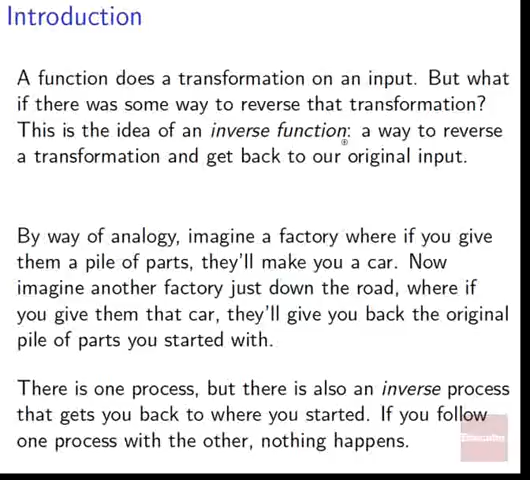 Introduction
A function does a transformation on an input. But what
if there was some way to reverse that transformation?
This is the idea of an inverse function: a way to reverse
a transformation and get back to our original input.
By way of analogy, imagine a factory where if you give
them a pile of parts, they'll make you a car. Now
imagine another factory just down the road, where if
you give them that car, they'll give you back the original
pile of parts you started with.
There is one process, but there is also an inverse process
that gets you back to where you started. If you follow
one process with the other, nothing happens.